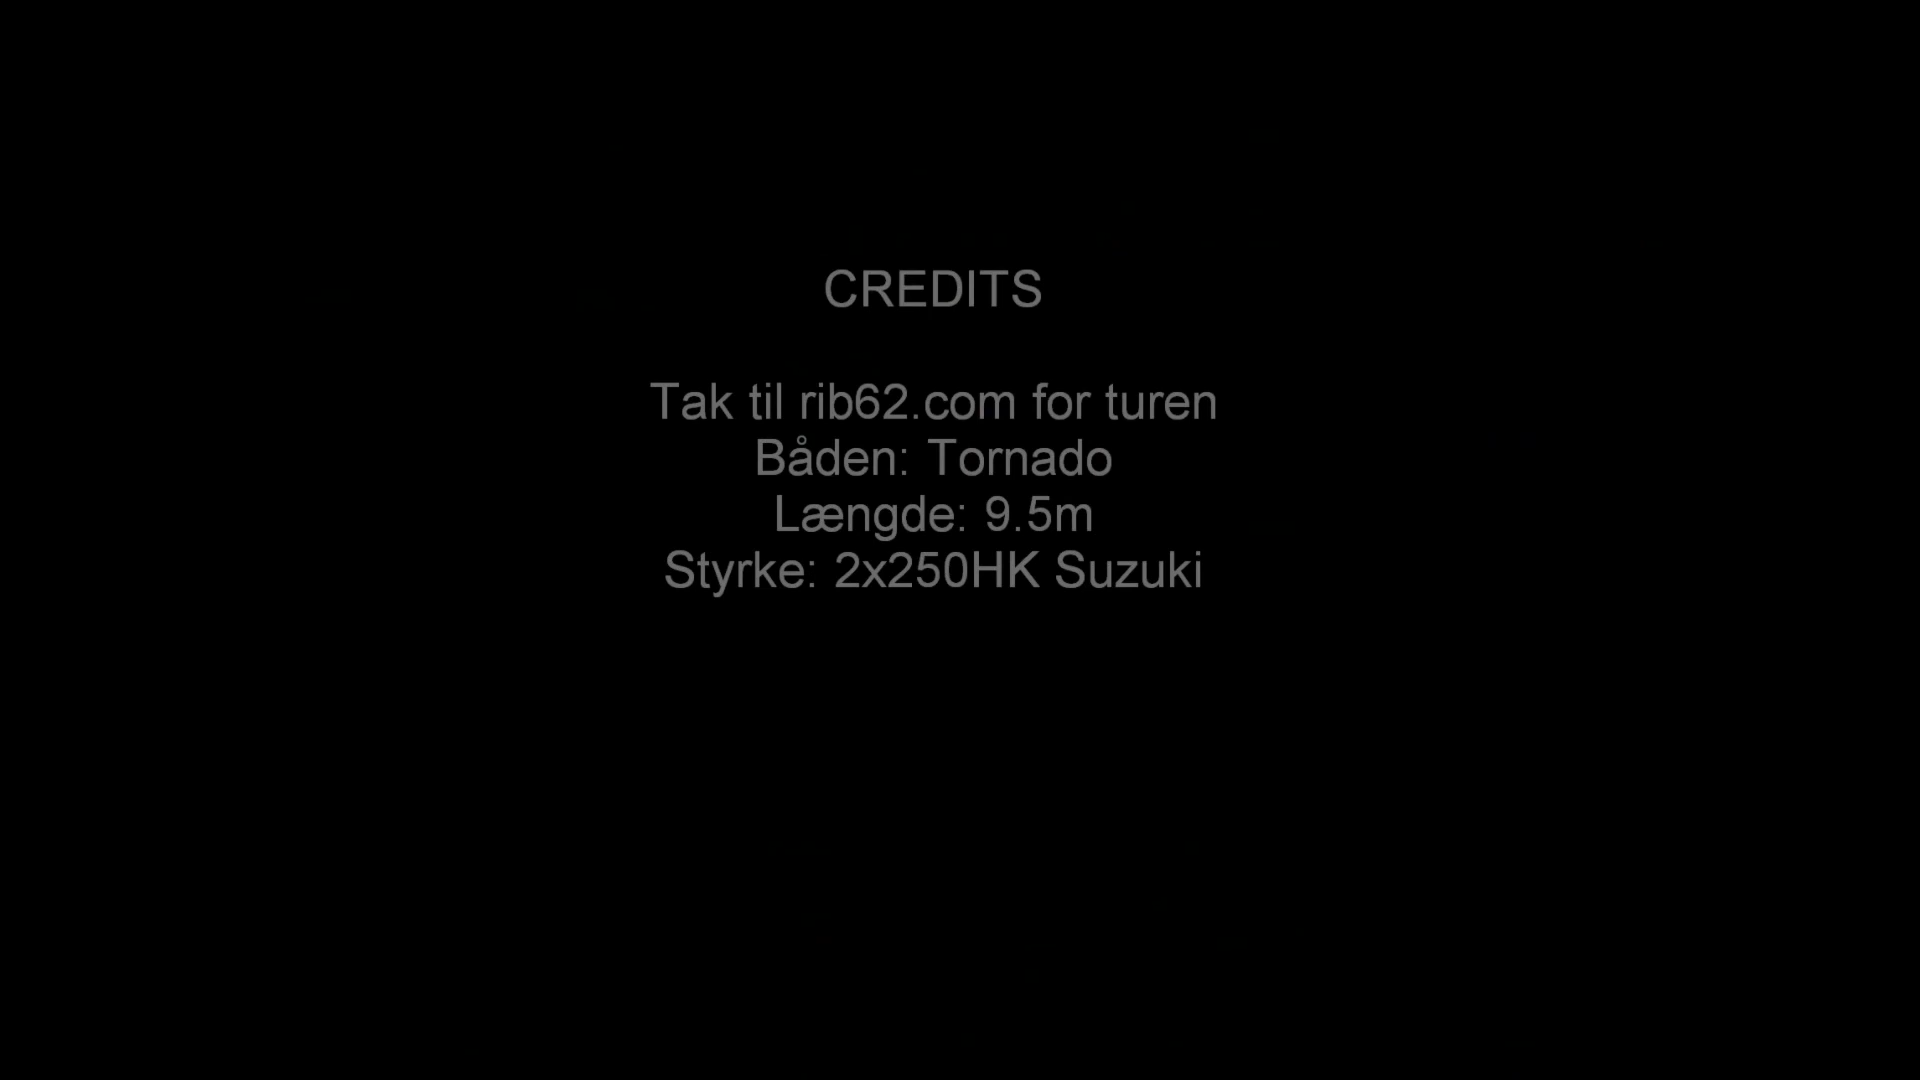 CREDITS
Tak til rib62.com for turen
Båden: Tornado
Længde: 9.5m
Styrke: 2x250HK Suzuki